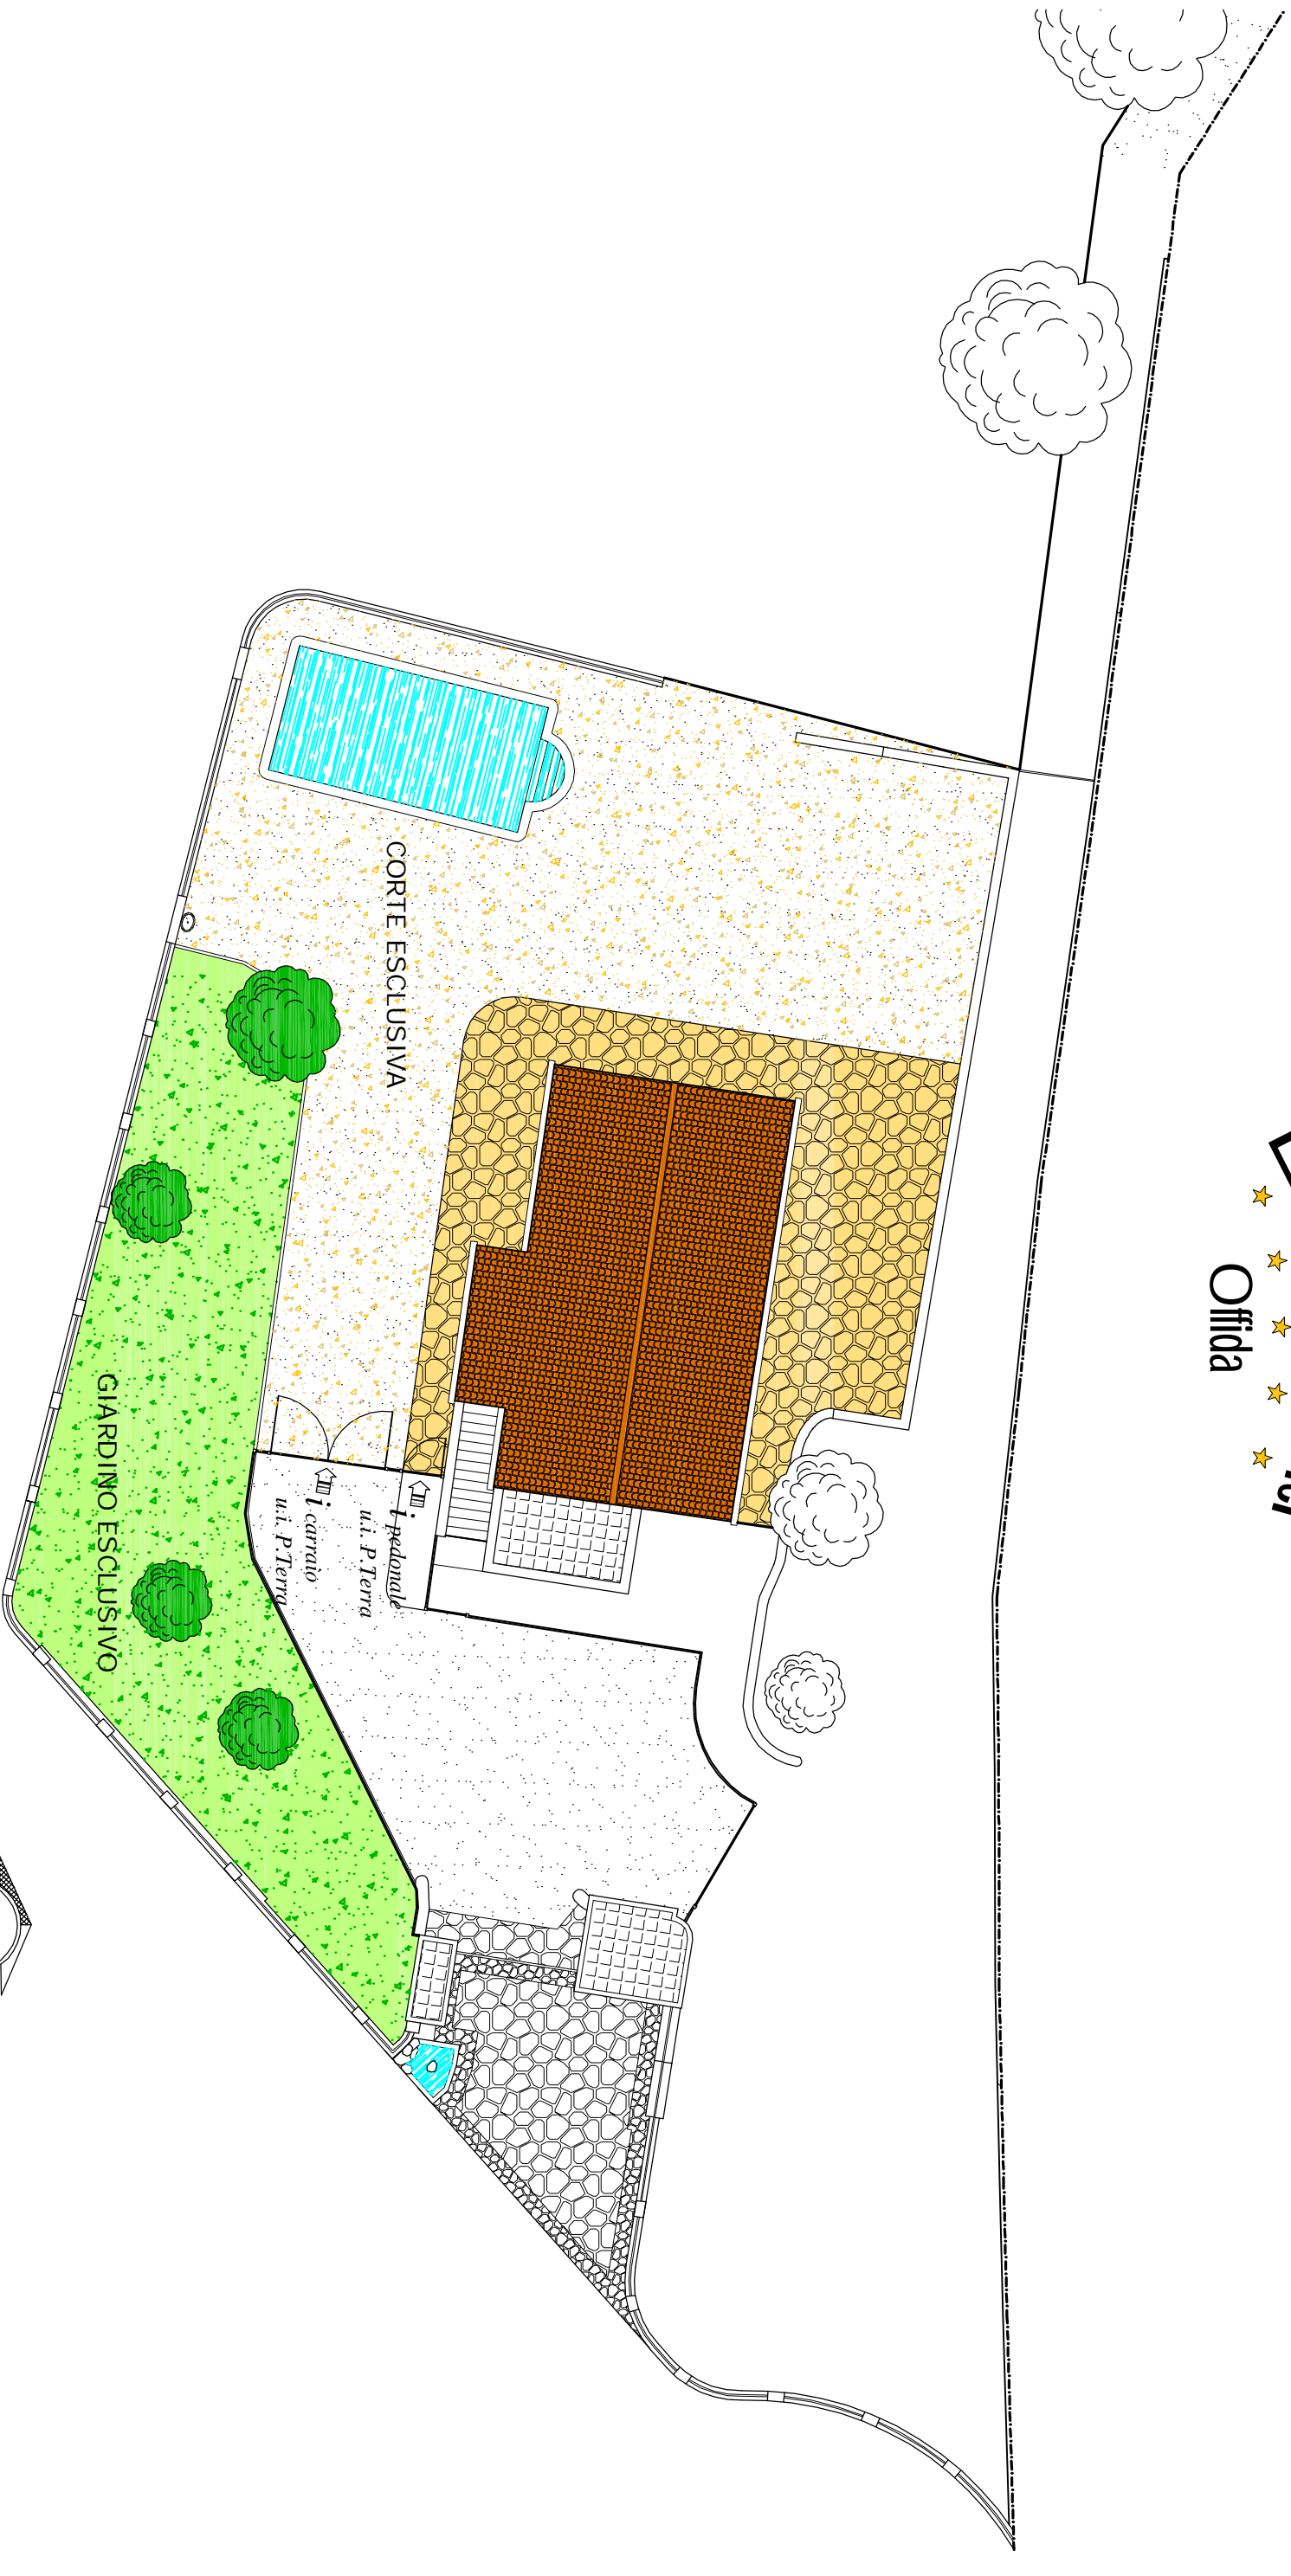 Offida
CORTE ESCLUSIVA
i pedonale
u.i. P.Terra
i carraio
u.i. P.Terra
GIARDINO ESCLUSIVO